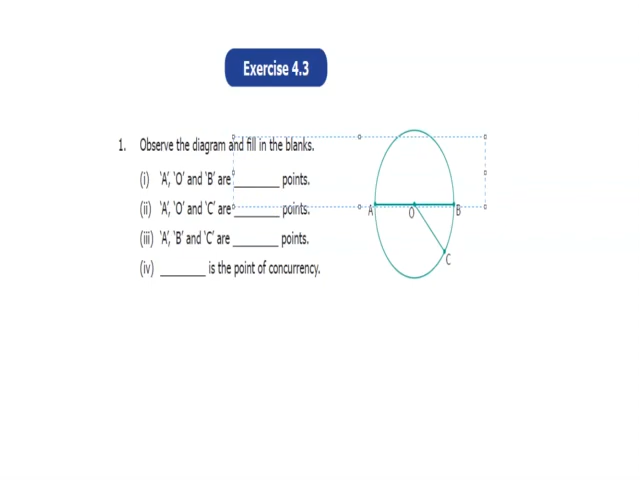 Exercise 4.3
1. Observe the diagram and fill in the blanks.
(i) 'A', 'O' and 'B' are ________ points.
(ii) 'A', 'O' and 'C' are ________ points.
(iii) 'A', 'B' and 'C' are ________ points.
(iv) ________ is the point of concurrency.
A O B
C